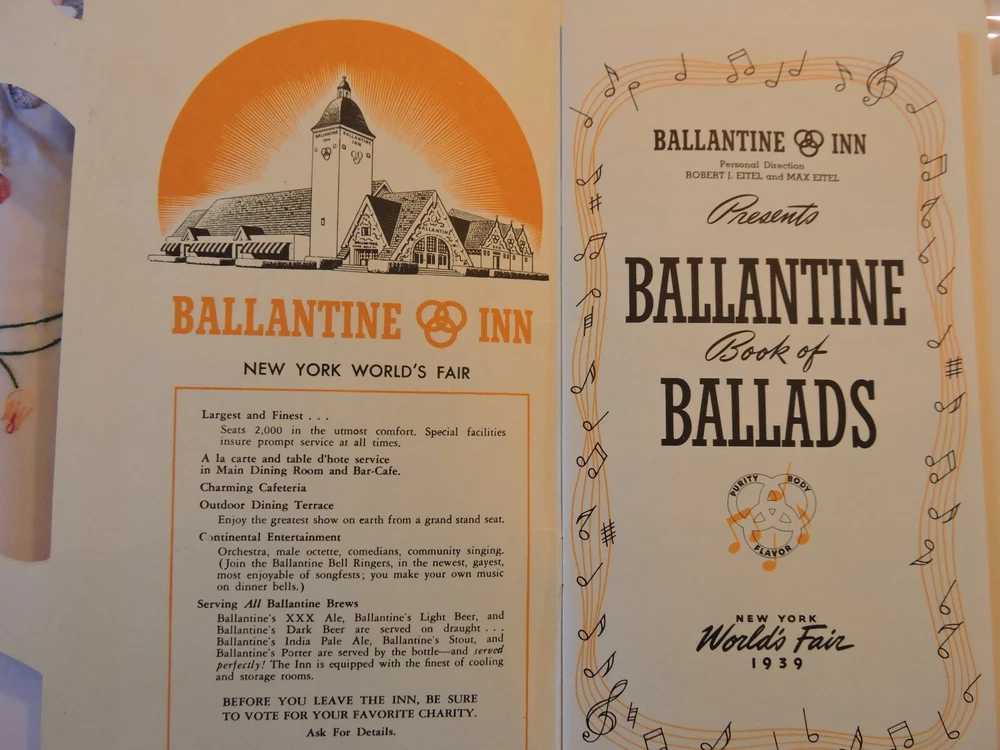 BALLANTINE INN
BALLANTINE INN
BALLANTINE
BALLANTINE INN
NEW YORK WORLD'S FAIR
Largest and Finest . . .
Seats 2,000 in the utmost comfort. Special facilities
insure prompt service at all times.
A la carte and table d'hote service
in Main Dining Room and Bar-Cafe.
Charming Cafeteria
Outdoor Dining Terrace
Enjoy the greatest show on earth from a grand stand seat.
Continental Entertainment
Orchestra, male octette, comedians, community singing.
(Join the Ballantine Bell Ringers, in the newest, gayest,
most enjoyable of songfests; you make your own music
on dinner bells.)
Serving All Ballantine Brews
Ballantine's XXX Ale, Ballantine's Light Beer, and
Ballantine's Dark Beer are served on draught . . .
Ballantine's India Pale Ale, Ballantine's Stout, and
Ballantine's Porter are served by the bottle—and served
perfectly! The Inn is equipped with the finest of cooling
and storage rooms.
BEFORE YOU LEAVE THE INN, BE SURE
TO VOTE FOR YOUR FAVORITE CHARITY.
Ask For Details.
BALLANTINE INN
Personal Direction
ROBERT J. EITEL and MAX EITEL
Presents
BALLANTINE
Book of
BALLADS
PURITY BODY
FLAVOR
NEW YORK
World's Fair
1939